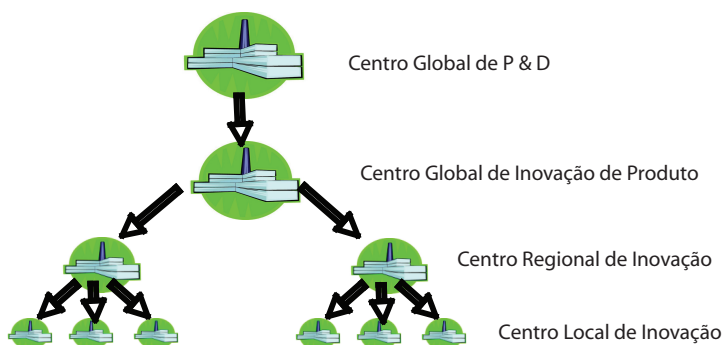 Centro Global de P & D
Centro Global de Inovação de Produto
Centro Regional de Inovação
Centro Local de Inovação